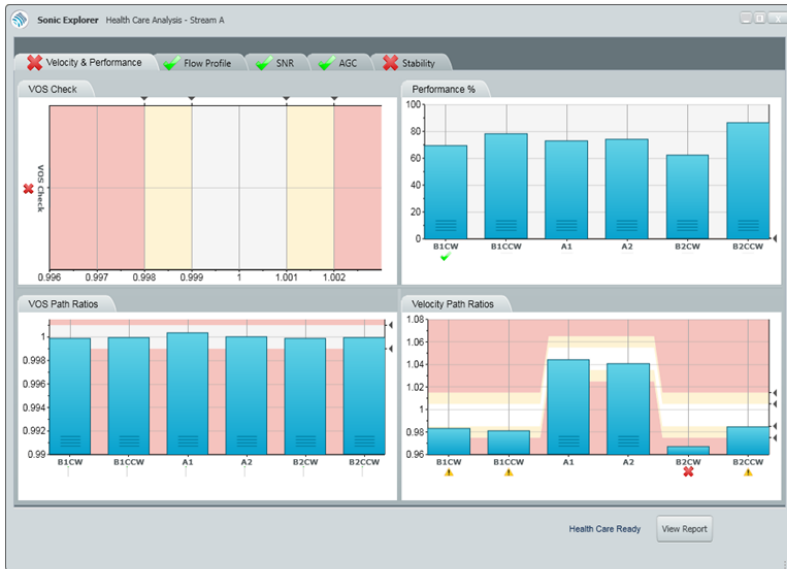 Sonic Explorer Health Care Analysis - Stream A
Velocity & Performance
Flow Profile
SNR
AGC
Stability
VOS Check
VOS Check
0.996 0.997 0.998 0.999 1 1.001 1.002
Performance %
100
80
60
40
20
0
B1CW B1CCW A1 A2 B2CW B2CCW
VOS Path Ratios
1
0.998
0.996
0.994
0.992
0.99
B1CW B1CCW A1 A2 B2CW B2CCW
Velocity Path Ratios
1.08
1.06
1.04
1.02
1
0.98
0.96
B1CW B1CCW A1 A2 B2CW B2CCW
Health Care Ready
View Report